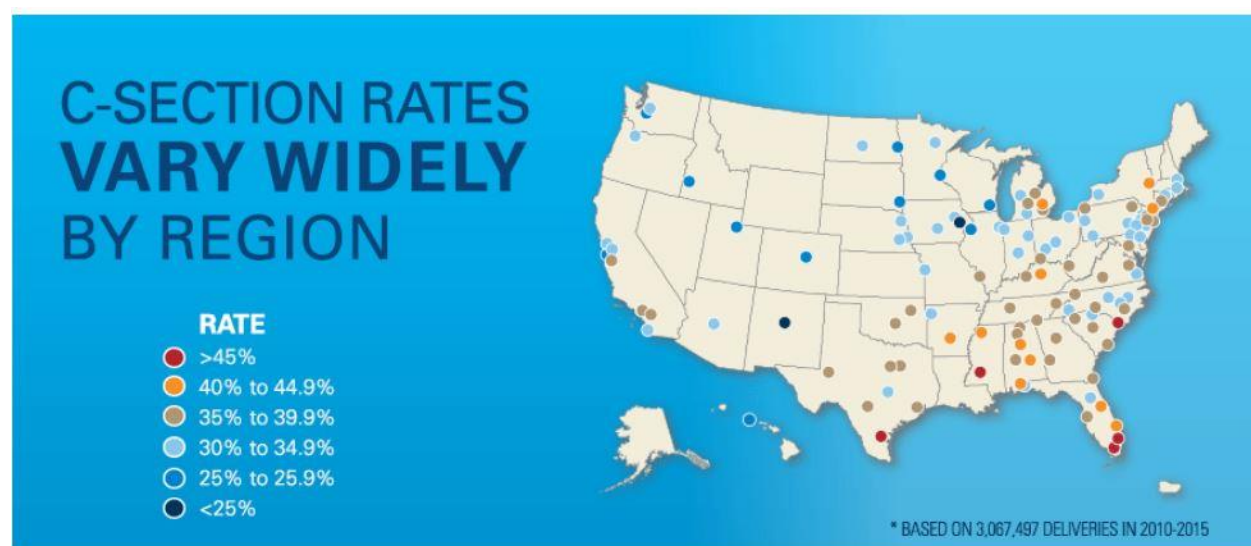 C-SECTION RATES
VARY WIDELY
BY REGION
RATE
>45%
40% to 44.9%
35% to 39.9%
30% to 34.9%
25% to 25.9%
<25%
* BASED ON 3,067,497 DELIVERIES IN 2010-2015